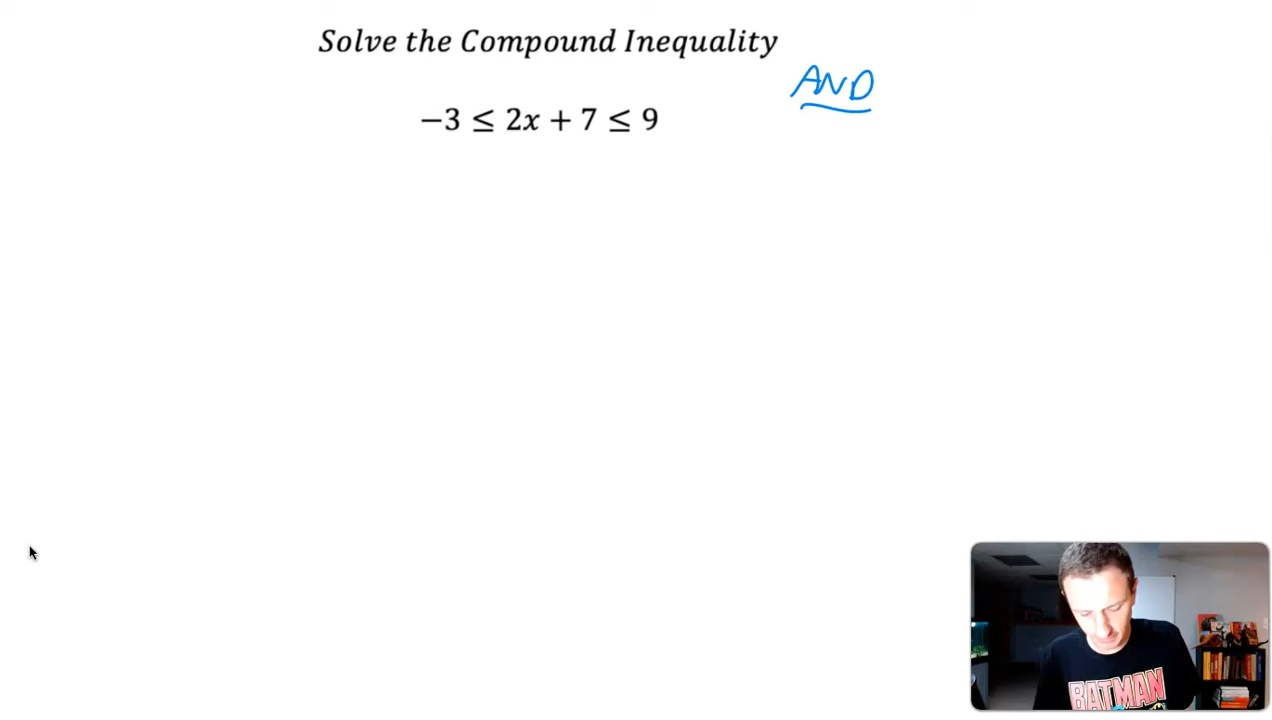 Solve the Compound Inequality
AND
−3 ≤ 2x + 7 ≤ 9
BATMAN